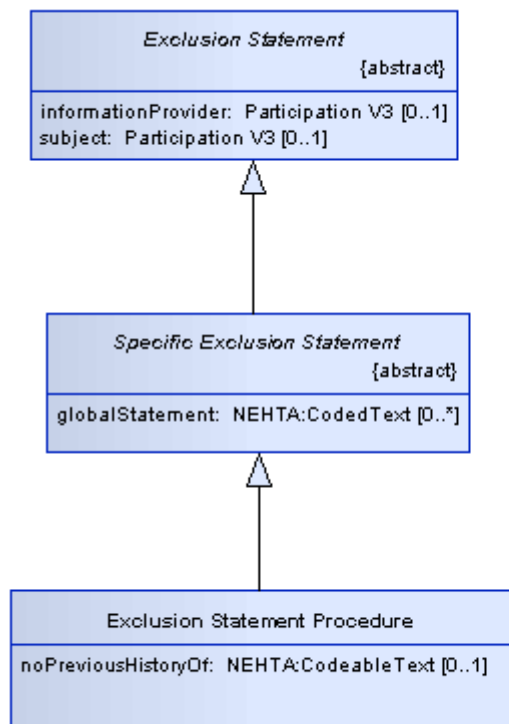 Exclusion Statement
{abstract}
informationProvider: Participation V3 [0..1]
subject: Participation V3 [0..1]
Specific Exclusion Statement
{abstract}
globalStatement: NEHTA:CodedText [0..*]
Exclusion Statement Procedure
noPreviousHistoryOf: NEHTA:CodeableText [0..1]